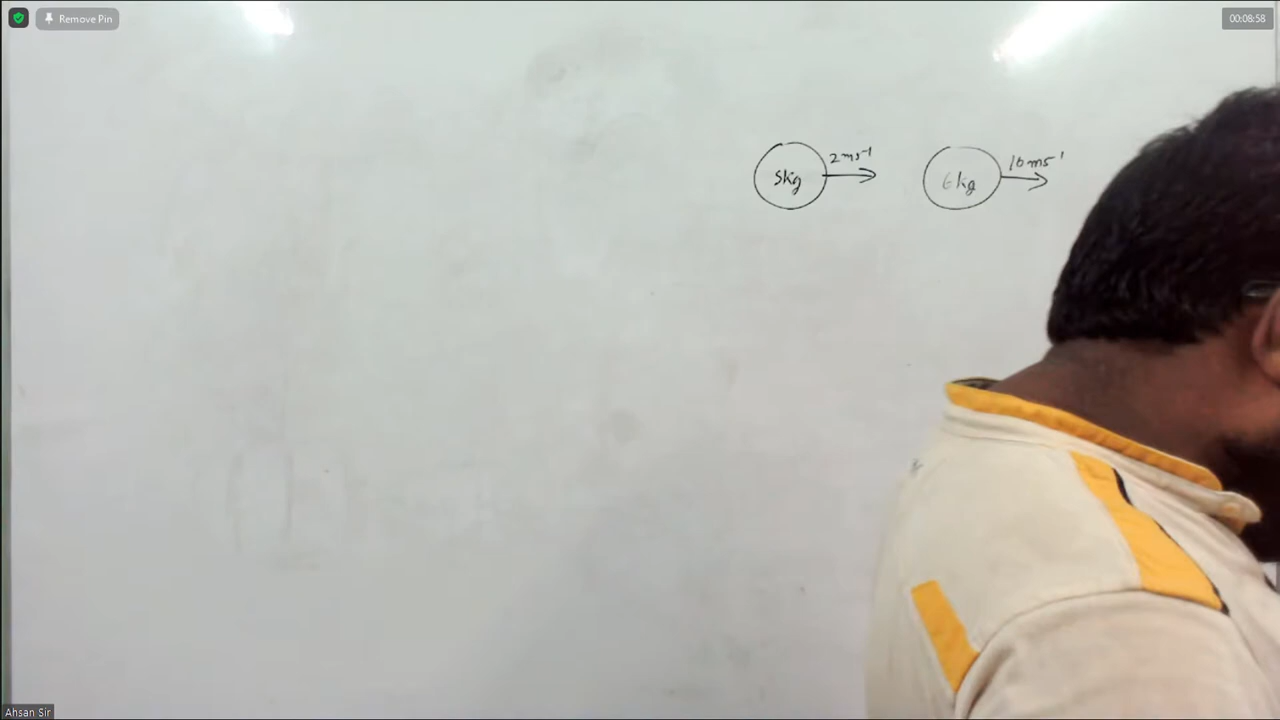 Remove Pin
00:08:58
2ms⁻¹
10ms⁻¹
5kg
6kg
Ahsan Sir